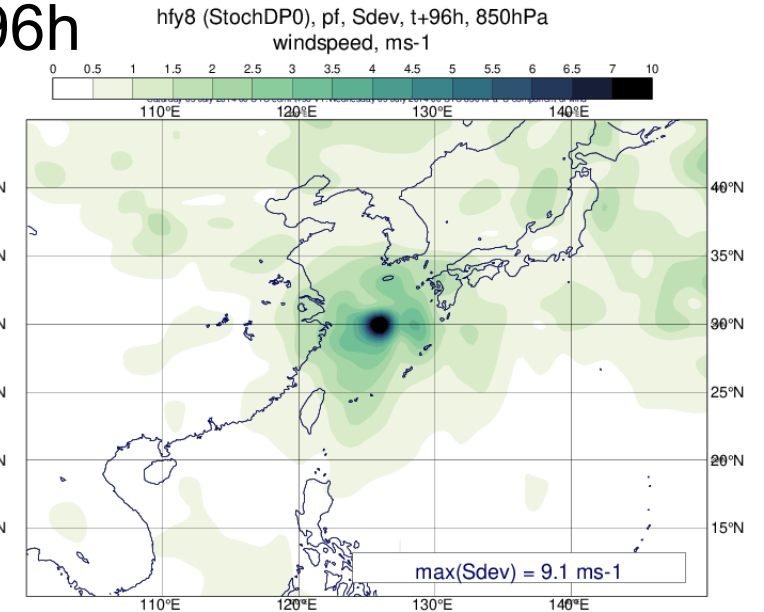 96h
hfy8 (StochDP0), pf, Sdev, t+96h, 850hPa
windspeed, ms-1
0 0.5 1 1.5 2 2.5 3 3.5 4 4.5 5 5.5 6 6.5 7 10
110°E 120°E 130°E 140°E
N 40°N
N 35°N
N 30°N
N 25°N
N 20°N
N 15°N
max(Sdev) = 9.1 ms-1
110°E 120°E 130°E 140°E